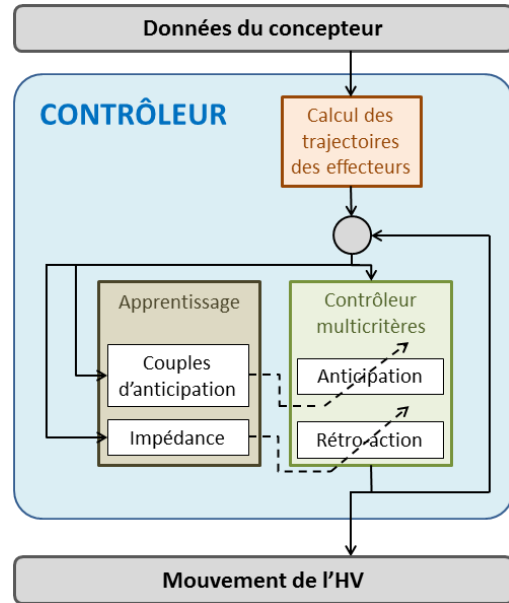 Données du concepteur
CONTRÔLEUR
Calcul des
trajectoires
des effecteurs
Apprentissage
Couples
d'anticipation
Impédance
Contrôleur
multicritères
Anticipation
Rétro-action
Mouvement de l'HV